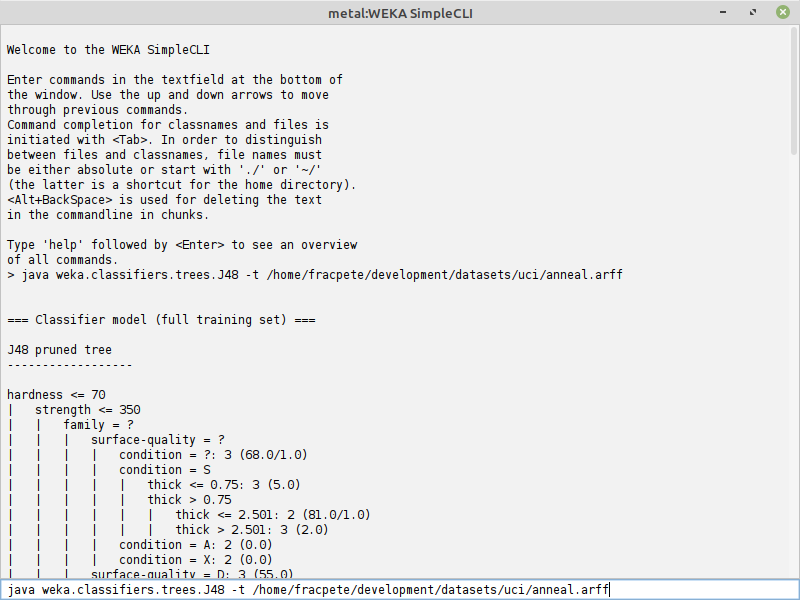 metal:WEKA SimpleCLI
Welcome to the WEKA SimpleCLI
Enter commands in the textfield at the bottom of
the window. Use the up and down arrows to move
through previous commands.
Command completion for classnames and files is
initiated with <Tab>. In order to distinguish
between files and classnames, file names must
be either absolute or start with './' or '~/'
(the latter is a shortcut for the home directory).
<Alt+BackSpace> is used for deleting the text
in the commandline in chunks.
Type 'help' followed by <Enter> to see an overview
of all commands.
> java weka.classifiers.trees.J48 -t /home/fracpete/development/datasets/uci/anneal.arff
=== Classifier model (full training set) ===
J48 pruned tree
------------------
hardness <= 70
|   strength <= 350
|   |   family = ?
|   |   |   surface-quality = ?
|   |   |   |   condition = ?: 3 (68.0/1.0)
|   |   |   |   condition = S
|   |   |   |   |   thick <= 0.75: 3 (5.0)
|   |   |   |   |   thick > 0.75
|   |   |   |   |   |   thick <= 2.501: 2 (81.0/1.0)
|   |   |   |   |   |   thick > 2.501: 3 (2.0)
|   |   |   |   condition = A: 2 (0.0)
|   |   |   |   condition = X: 2 (0.0)
|   |   |   surface-quality = D: 3 (55.0)
java weka.classifiers.trees.J48 -t /home/fracpete/development/datasets/uci/anneal.arff